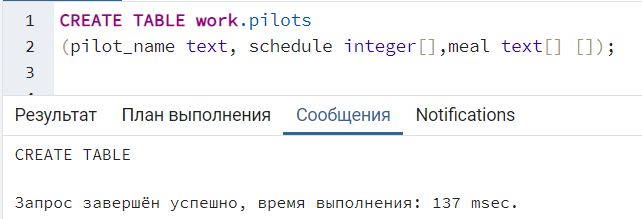 1 CREATE TABLE work.pilots
2 (pilot_name text, schedule integer[],meal text[] []);
3
Результат План выполнения Сообщения Notifications
CREATE TABLE
Запрос завершён успешно, время выполнения: 137 msec.